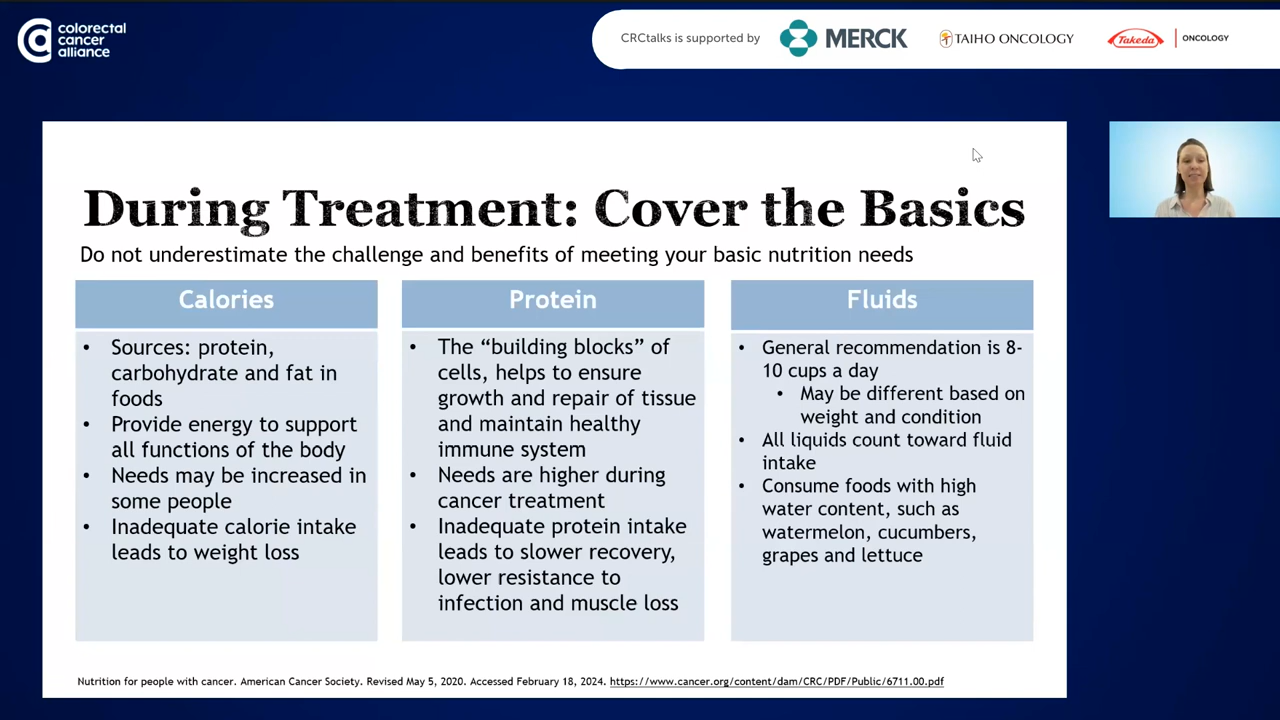 colorectal
cancer
alliance
CRCtalks is supported by
MERCK
TAIHO ONCOLOGY
Takeda
ONCOLOGY
During Treatment: Cover the Basics
Do not underestimate the challenge and benefits of meeting your basic nutrition needs
Calories
• Sources: protein,
carbohydrate and fat in
foods
• Provide energy to support
all functions of the body
• Needs may be increased in
some people
• Inadequate calorie intake
leads to weight loss
Protein
• The “building blocks” of
cells, helps to ensure
growth and repair of tissue
and maintain healthy
immune system
• Needs are higher during
cancer treatment
• Inadequate protein intake
leads to slower recovery,
lower resistance to
infection and muscle loss
Fluids
• General recommendation is 8-
10 cups a day
• May be different based on
weight and condition
• All liquids count toward fluid
intake
• Consume foods with high
water content, such as
watermelon, cucumbers,
grapes and lettuce
Nutrition for people with cancer. American Cancer Society. Revised May 5, 2020. Accessed February 18, 2024. https://www.cancer.org/content/dam/CRC/PDF/Public/6711.00.pdf